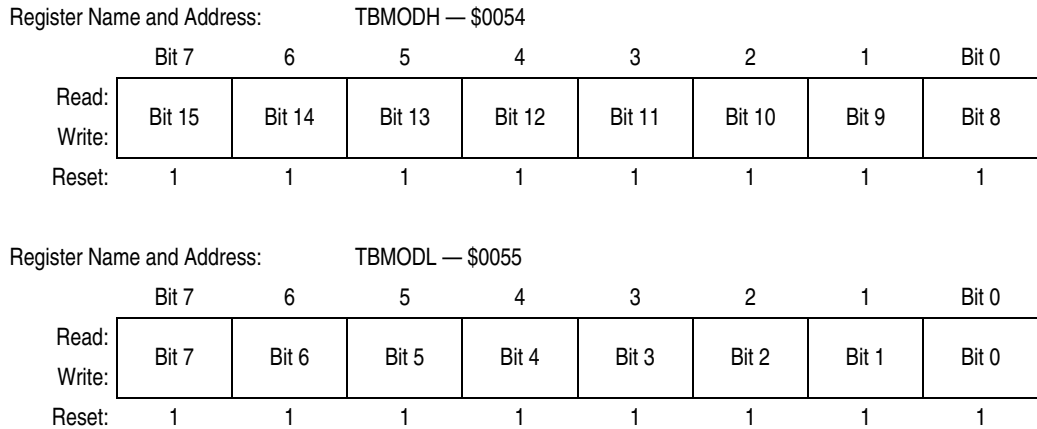 Register Name and Address: TBMODH — $0054
Bit 7 6 5 4 3 2 1 Bit 0
Read:
Bit 15 Bit 14 Bit 13 Bit 12 Bit 11 Bit 10 Bit 9 Bit 8
Write:
Reset: 1 1 1 1 1 1 1 1
Register Name and Address: TBMODL — $0055
Bit 7 6 5 4 3 2 1 Bit 0
Read:
Bit 7 Bit 6 Bit 5 Bit 4 Bit 3 Bit 2 Bit 1 Bit 0
Write:
Reset: 1 1 1 1 1 1 1 1